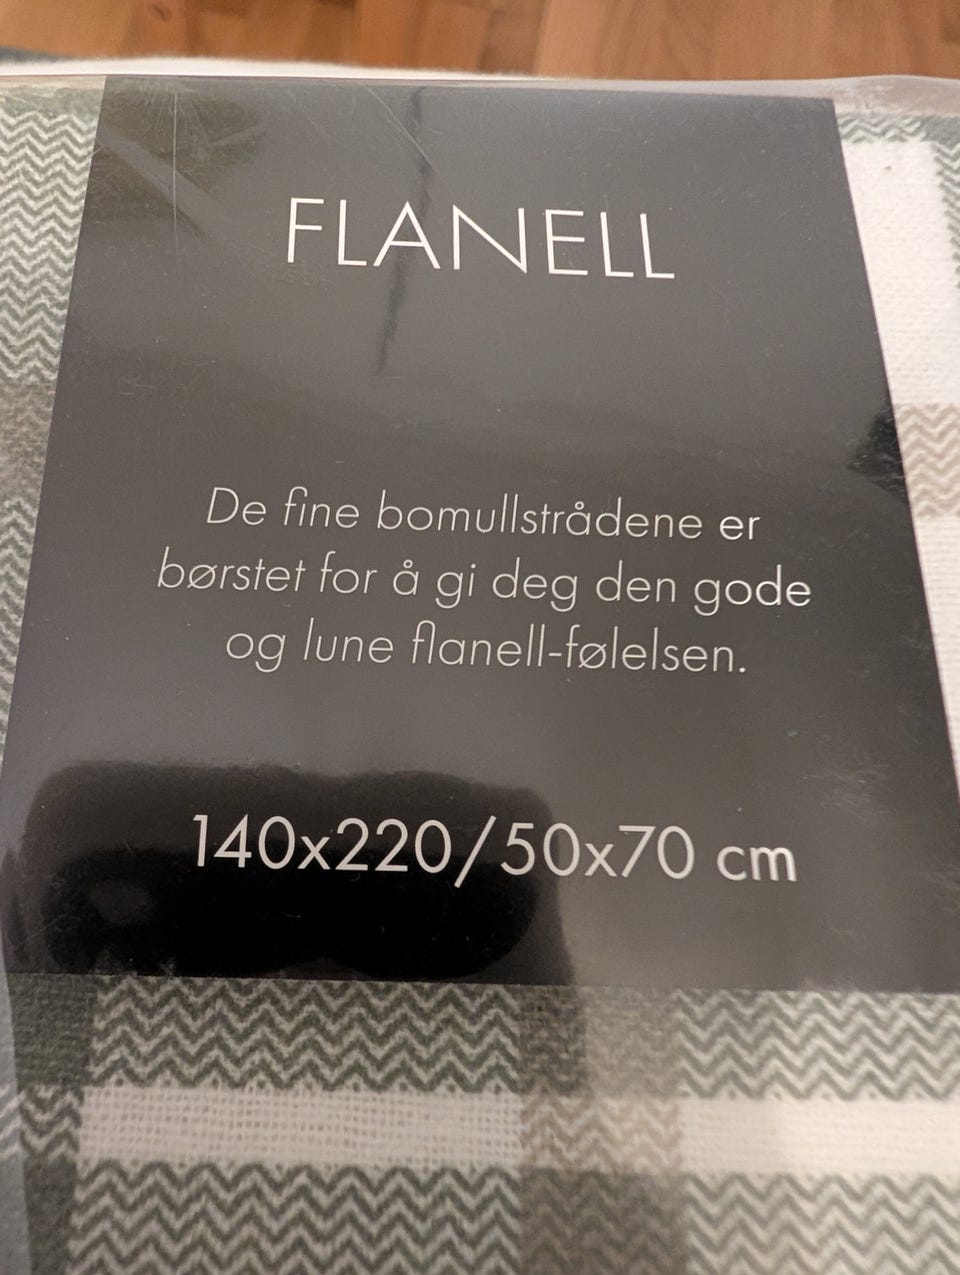 FLANELL
De fine bomullstrådene er
børstet for å gi deg den gode
og lune flanell-følelsen.
140x220/50x70 cm